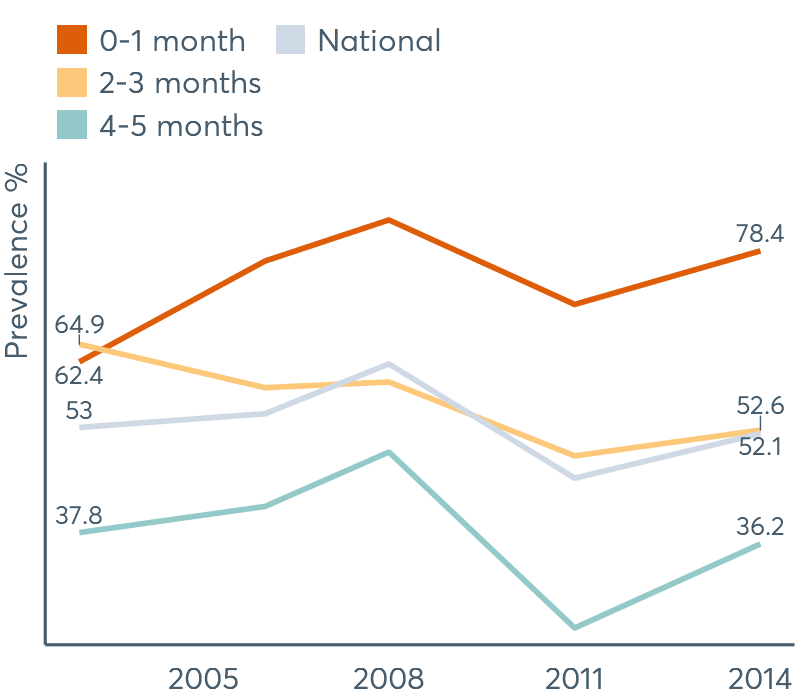 0-1 month
National
2-3 months
4-5 months
Prevalence %
78.4
64.9
62.4
53
52.6
52.1
37.8
36.2
2005
2008
2011
2014